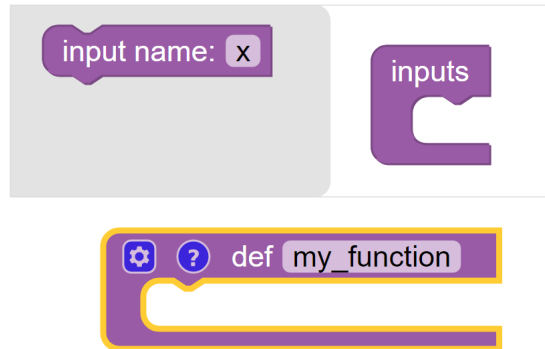 input name: x
inputs
? def my_function